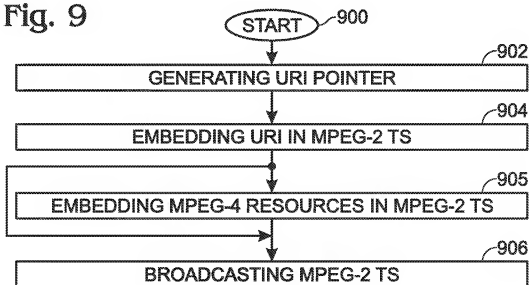 Fig. 9
START
900
902
GENERATING URI POINTER
904
EMBEDDING URI IN MPEG-2 TS
905
EMBEDDING MPEG-4 RESOURCES IN MPEG-2 TS
906
BROADCASTING MPEG-2 TS